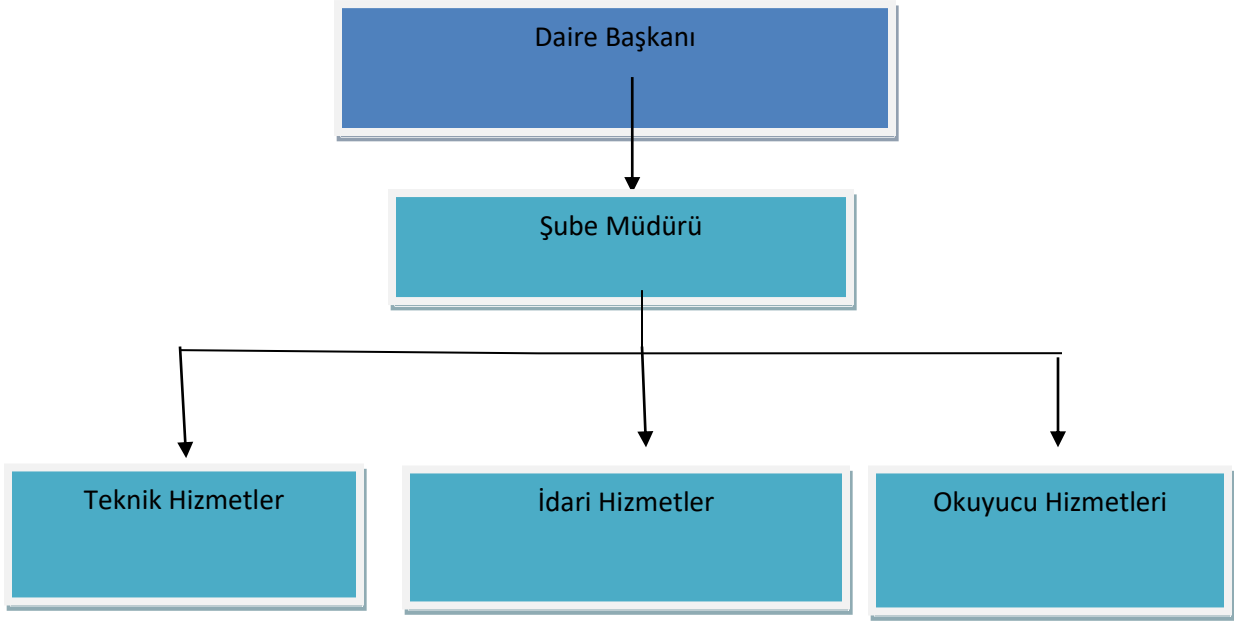 Daire Başkanı
Şube Müdürü
Teknik Hizmetler
İdari Hizmetler
Okuyucu Hizmetleri